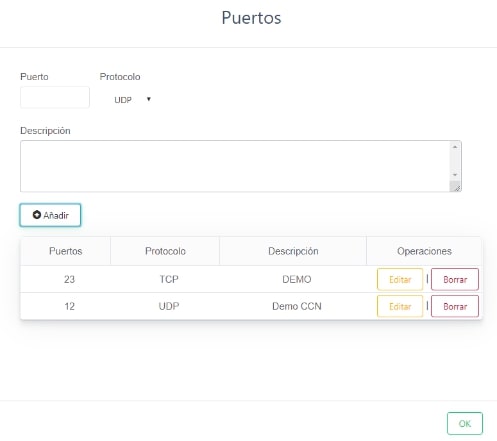 Puertos
Puerto Protocolo
UDP
Descripción
Añadir
Puertos Protocolo Descripción Operaciones
23 TCP DEMO Editar | Borrar
12 UDP Demo CCN Editar | Borrar
OK